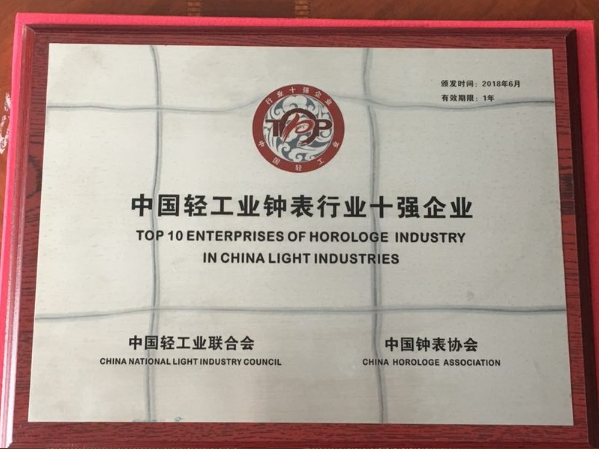 颁发时间：2018年6月
有效期限：1年
行业十强企业
TOP
中国轻工业
中国轻工业钟表行业十强企业
TOP 10 ENTERPRISES OF HOROLOGE INDUSTRY
IN CHINA LIGHT INDUSTRIES
中国轻工业联合会
CHINA NATIONAL LIGHT INDUSTRY COUNCIL
中国钟表协会
CHINA HOROLOGE ASSOCIATION